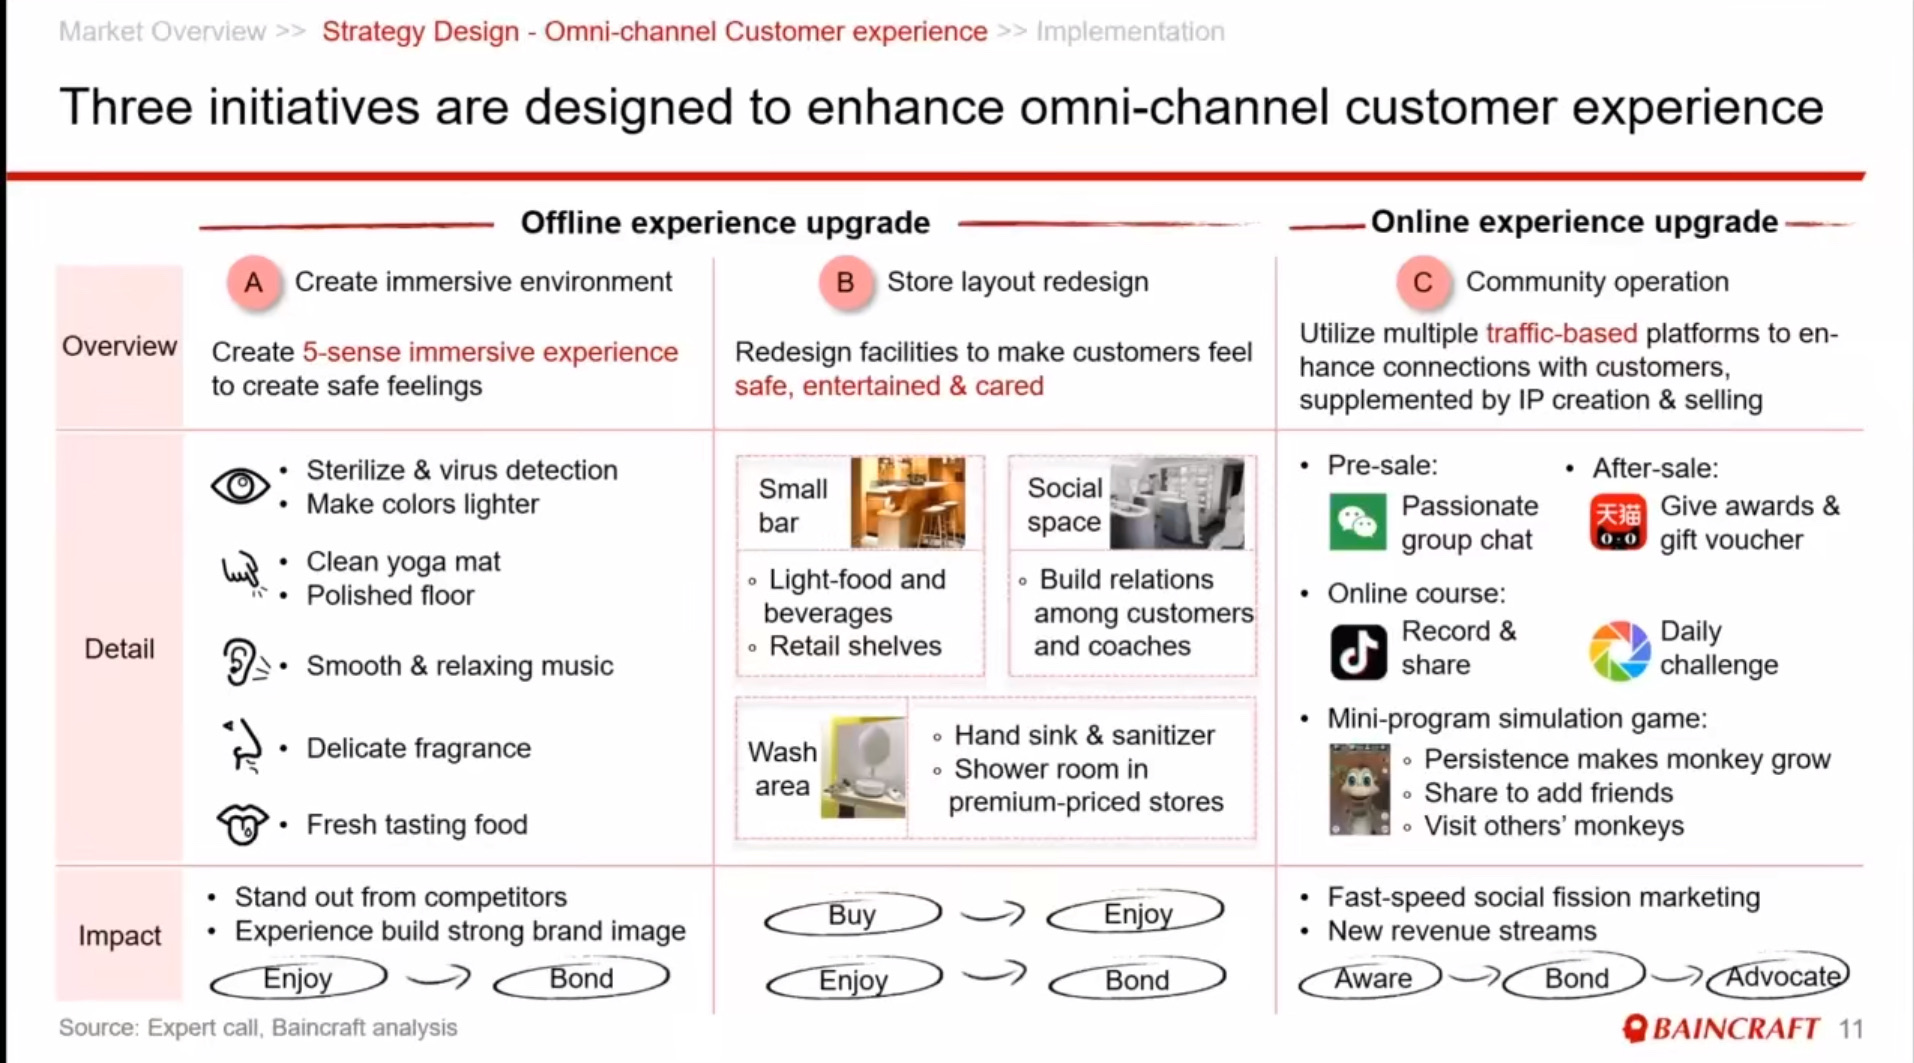 Market Overview >> Strategy Design - Omni-channel Customer experience >> Implementation
Three initiatives are designed to enhance omni-channel customer experience
Offline experience upgrade
Online experience upgrade
Overview
A Create immersive environment
Create 5-sense immersive experience
to create safe feelings
B Store layout redesign
Redesign facilities to make customers feel
safe, entertained & cared
C Community operation
Utilize multiple traffic-based platforms to en-
hance connections with customers,
supplemented by IP creation & selling
Detail
• Sterilize & virus detection
• Make colors lighter
• Clean yoga mat
• Polished floor
• Smooth & relaxing music
• Delicate fragrance
• Fresh tasting food
Small
bar
◦ Light-food and
beverages
◦ Retail shelves
Social
space
◦ Build relations
among customers
and coaches
Wash
area
◦ Hand sink & sanitizer
◦ Shower room in
premium-priced stores
• Pre-sale:
Passionate
group chat
• After-sale:
天猫
Give awards &
gift voucher
• Online course:
Record &
share
Daily
challenge
• Mini-program simulation game:
◦ Persistence makes monkey grow
◦ Share to add friends
◦ Visit others’ monkeys
Impact
• Stand out from competitors
• Experience build strong brand image
Enjoy Bond
Buy Enjoy
Enjoy Bond
• Fast-speed social fission marketing
• New revenue streams
Aware Bond Advocate
Source: Expert call, Baincraft analysis
BAINCRAFT 11